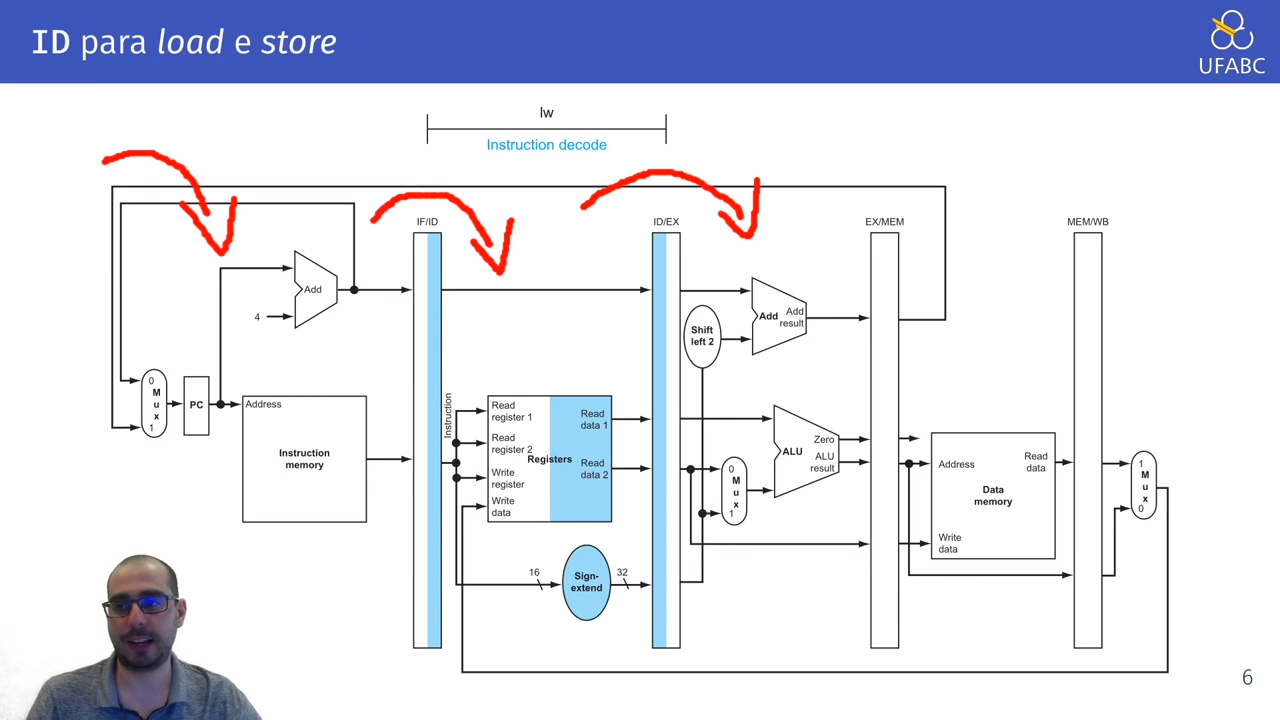 ID para load e store
UFABC
lw
Instruction decode
IF/ID
ID/EX
EX/MEM
MEM/WB
Add
4
Add
Add
result
Shift
left 2
0
M
u
x
1
PC
Address
Instruction
memory
Instruction
Read
register 1
Read
register 2
Write
register
Write
data
Registers
Read
data 1
Read
data 2
16
Sign-
extend
32
0
M
u
x
1
ALU
Zero
ALU
result
Address
Read
data
Data
memory
Write
data
1
M
u
x
0
6